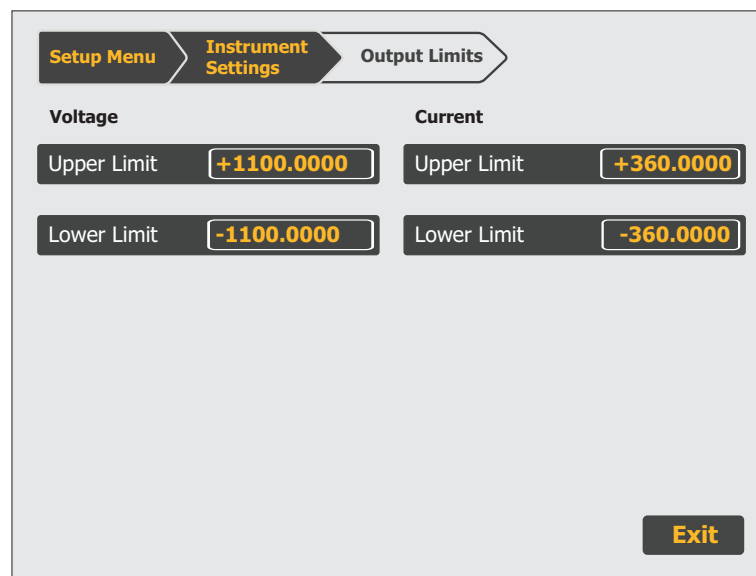 Setup Menu
Instrument
Settings
Output Limits
Voltage
Current
Upper Limit +1100.0000
Upper Limit +360.0000
Lower Limit -1100.0000
Lower Limit -360.0000
Exit